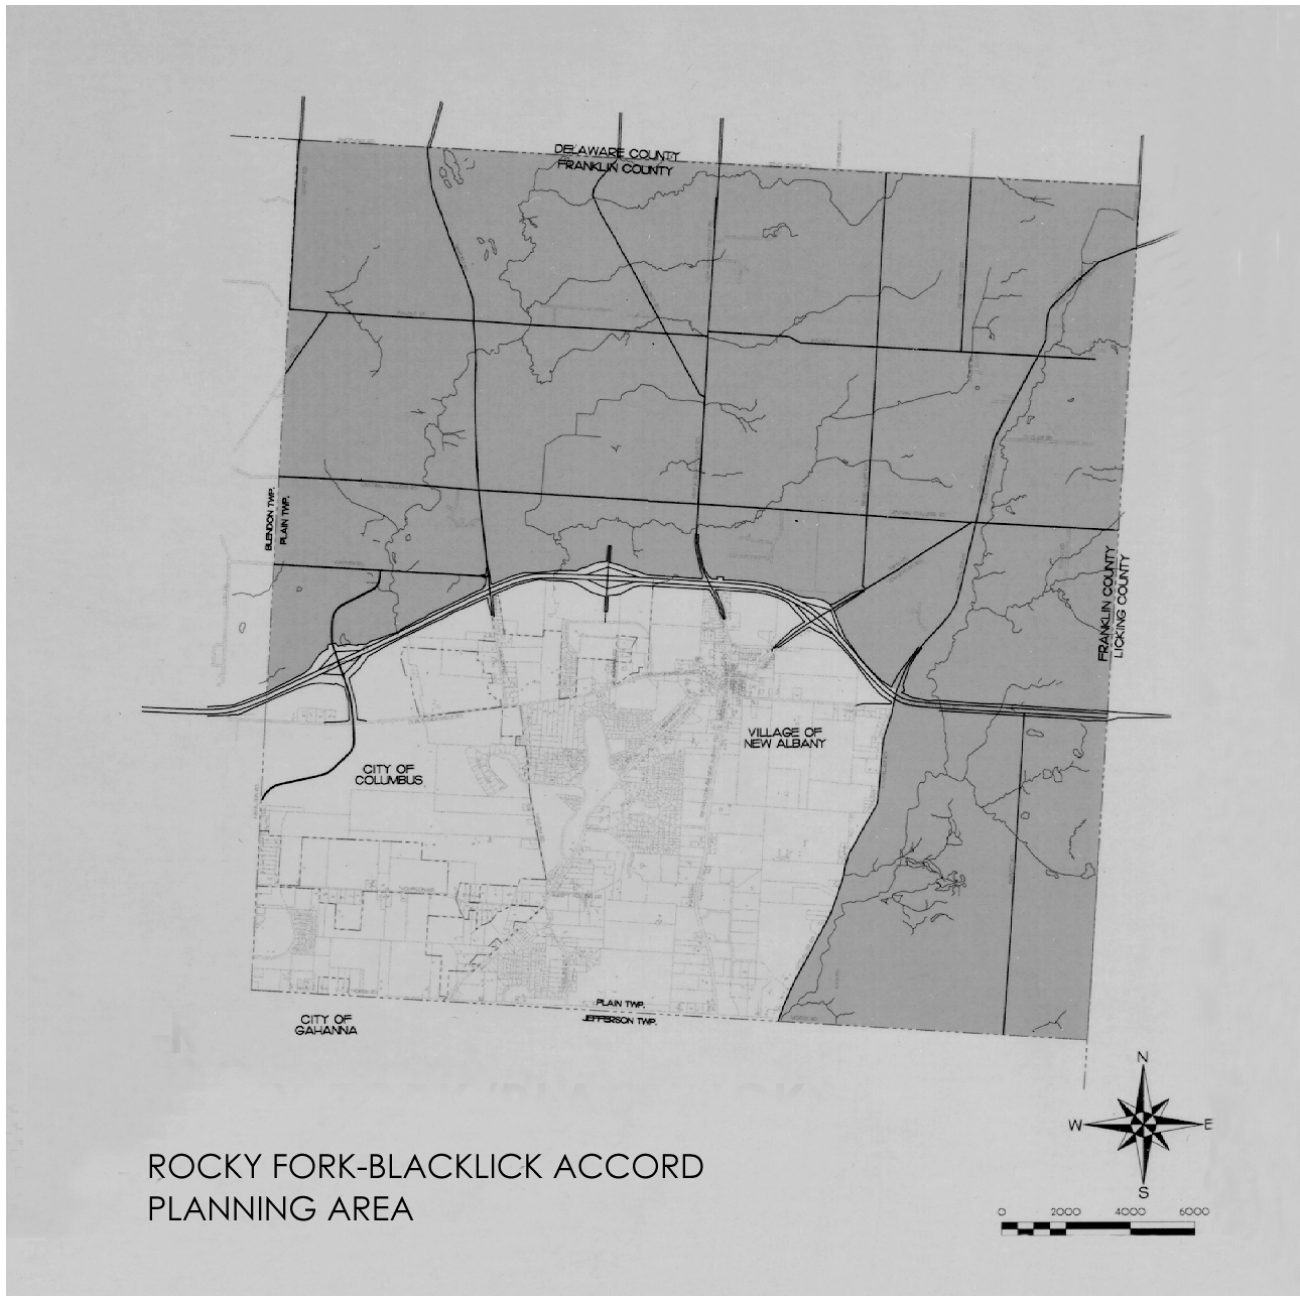 DELAWARE COUNTY
FRANKLIN COUNTY
BLENDON TWP.
PLAIN TWP.
FRANKLIN COUNTY
LICKING COUNTY
VILLAGE OF
NEW ALBANY
CITY OF
COLUMBUS
PLAIN TWP.
JEFFERSON TWP.
CITY OF
GAHANNA
N
W E
S
ROCKY FORK-BLACKLICK ACCORD
PLANNING AREA
0 2000 4000 6000